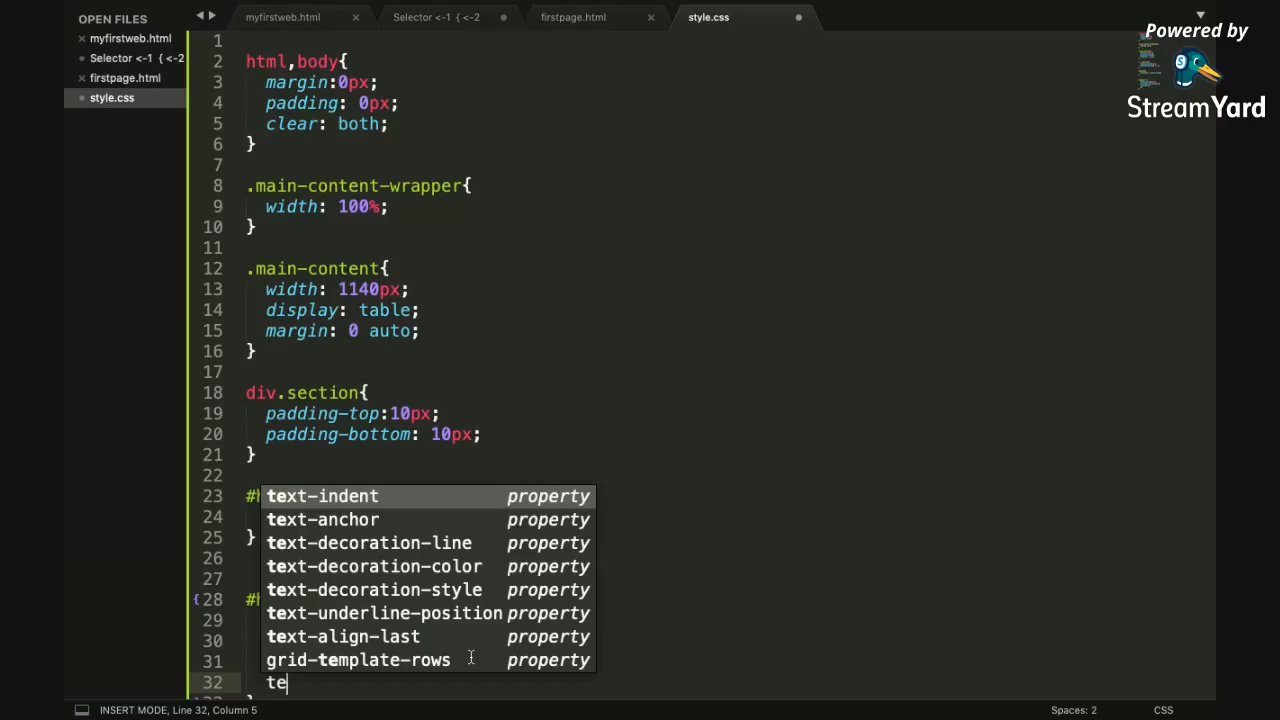 OPEN FILES
myfirstweb.html
Selector <-1 { <-2
firstpage.html
style.css
myfirstweb.html
Selector <-1 { <-2
firstpage.html
style.css
Powered by
StreamYard
1
2 html,body{
3 margin:0px;
4 padding: 0px;
5 clear: both;
6 }
7
8 .main-content-wrapper{
9 width: 100%;
10 }
11
12 .main-content{
13 width: 1140px;
14 display: table;
15 margin: 0 auto;
16 }
17
18 div.section{
19 padding-top:10px;
20 padding-bottom: 10px;
21 }
22
23 #h
24
25 }
26
27
28 #h
29
30
31
32 te
text-indent property
text-anchor property
text-decoration-line property
text-decoration-color property
text-decoration-style property
text-underline-position property
text-align-last property
grid-template-rows property
INSERT MODE, Line 32, Column 5
Spaces: 2
CSS